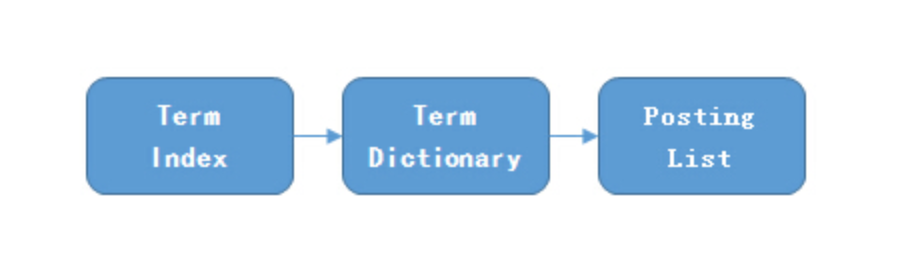 Term
Index
Term
Dictionary
Posting
List